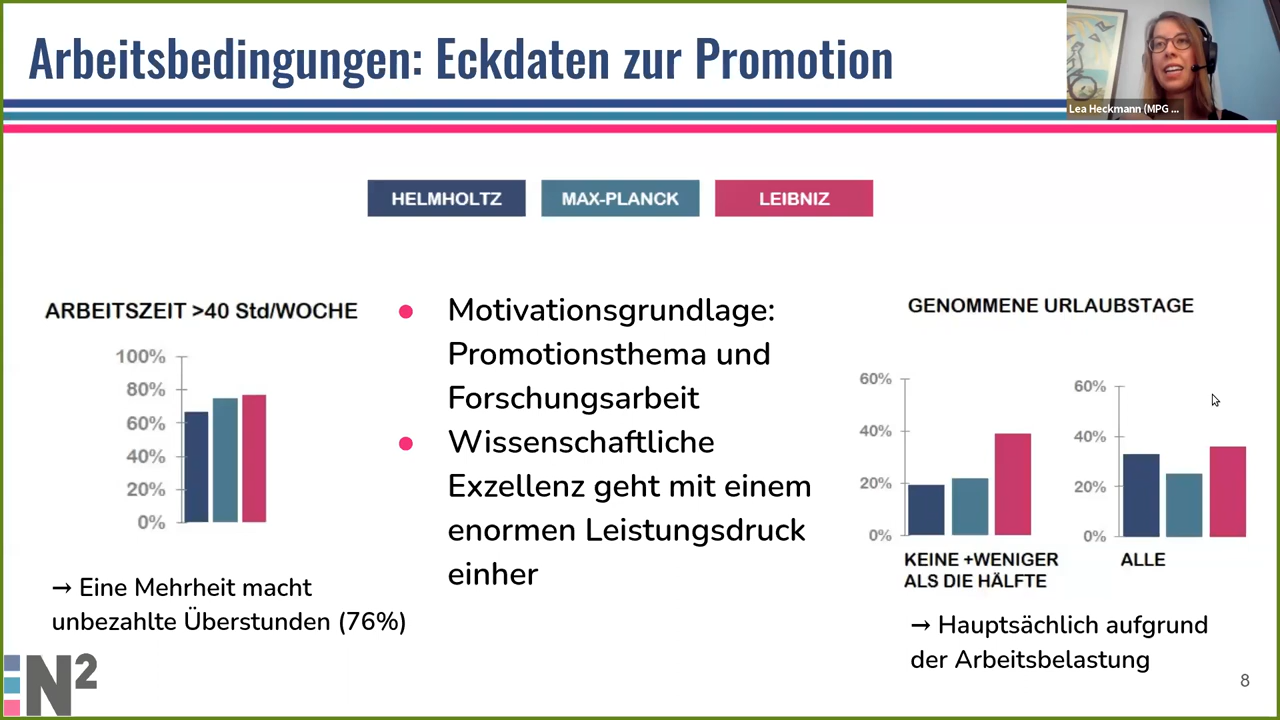 Arbeitsbedingungen: Eckdaten zur Promotion
Lea Heckmann (MPG ...
HELMHOLTZ
MAX-PLANCK
LEIBNIZ
ARBEITSZEIT >40 Std/WOCHE
100%
80%
60%
40%
20%
0%
→ Eine Mehrheit macht
unbezahlte Überstunden (76%)
● Motivationsgrundlage:
Promotionsthema und
Forschungsarbeit
● Wissenschaftliche
Exzellenz geht mit einem
enormen Leistungsdruck
einher
GENOMMENE URLAUBSTAGE
60%
40%
20%
0%
KEINE +WENIGER
ALS DIE HÄLFTE
60%
40%
20%
0%
ALLE
→ Hauptsächlich aufgrund
der Arbeitsbelastung
N2
8